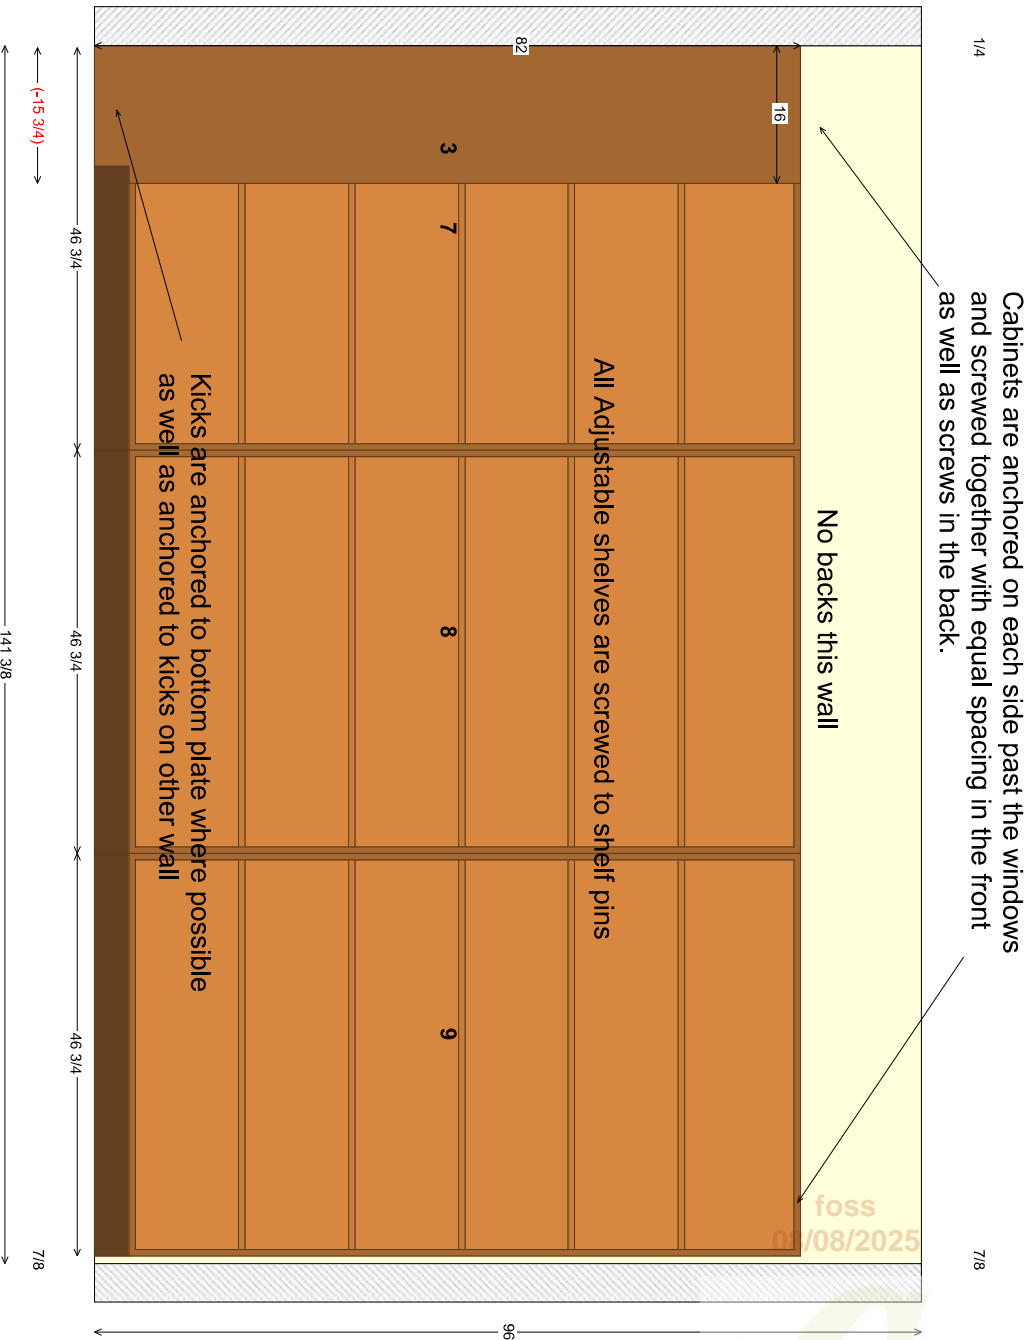 Cabinets are anchored on each side past the windows
and screwed together with equal spacing in the front
as well as screws in the back.
1/4
7/8
No backs this wall
foss
08/08/2025
16
82
All Adjustable shelves are screwed to shelf pins
96
3
7
8
9
Kicks are anchored to bottom plate where possible
as well as anchored to kicks on other wall
46 3/4
46 3/4
46 3/4
(-15 3/4)
7/8
141 3/8